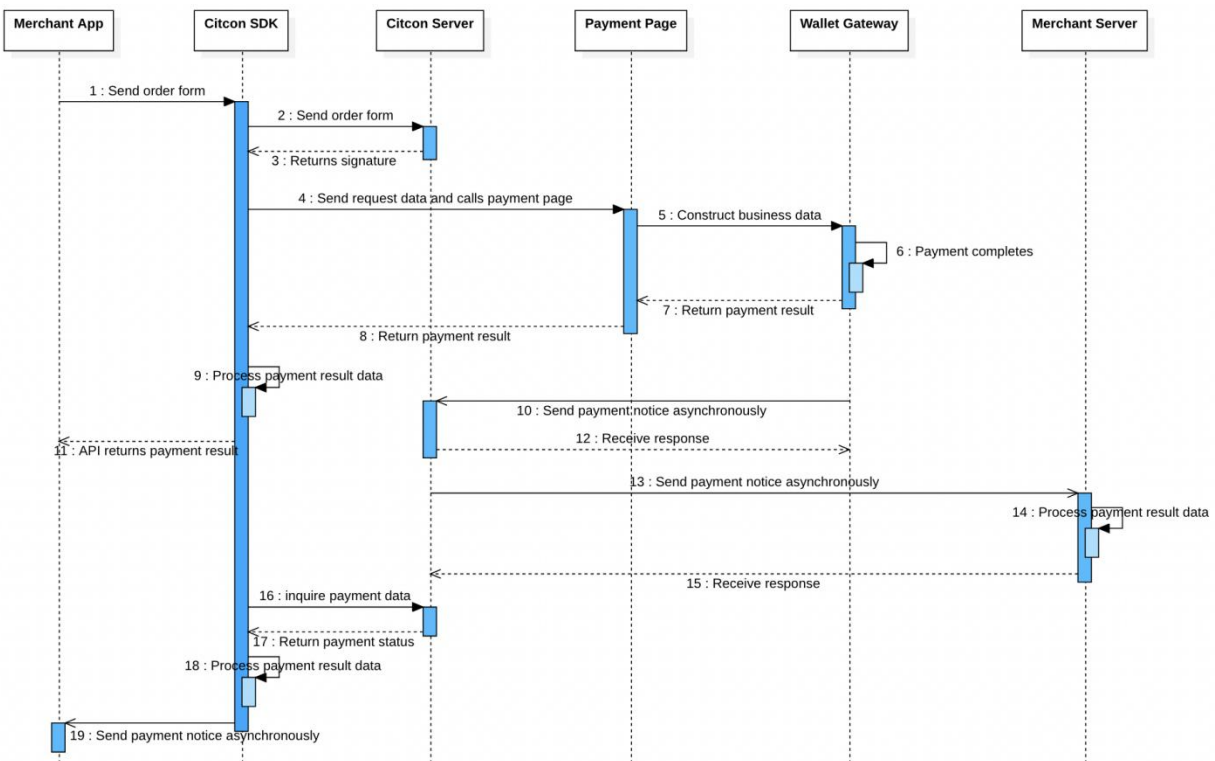 Merchant App
Citcon SDK
Citcon Server
Payment Page
Wallet Gateway
Merchant Server
1 : Send order form
2 : Send order form
3 : Returns signature
4 : Send request data and calls payment page
5 : Construct business data
6 : Payment completes
7 : Return payment result
8 : Return payment result
9 : Process payment result data
10 : Send payment notice asynchronously
11 : API returns payment result
12 : Receive response
13 : Send payment notice asynchronously
14 : Process payment result data
15 : Receive response
16 : inquire payment data
17 : Return payment status
18 : Process payment result data
19 : Send payment notice asynchronously